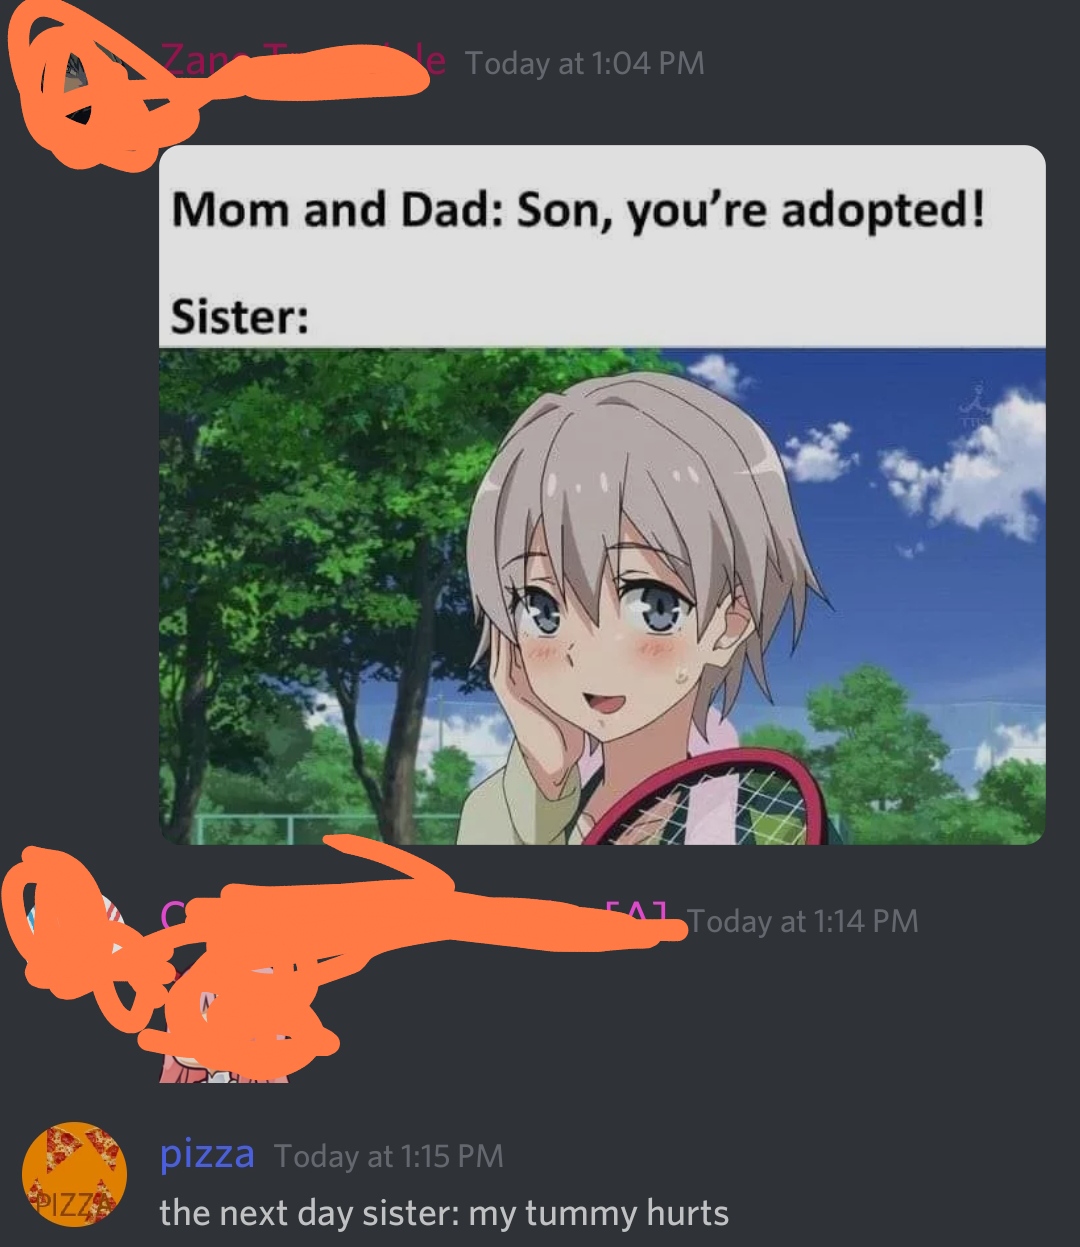 Today at 1:04 PM
Mom and Dad: Son, you're adopted!
Sister:
[A] Today at 1:14 PM
PIZZA
pizza Today at 1:15 PM
the next day sister: my tummy hurts